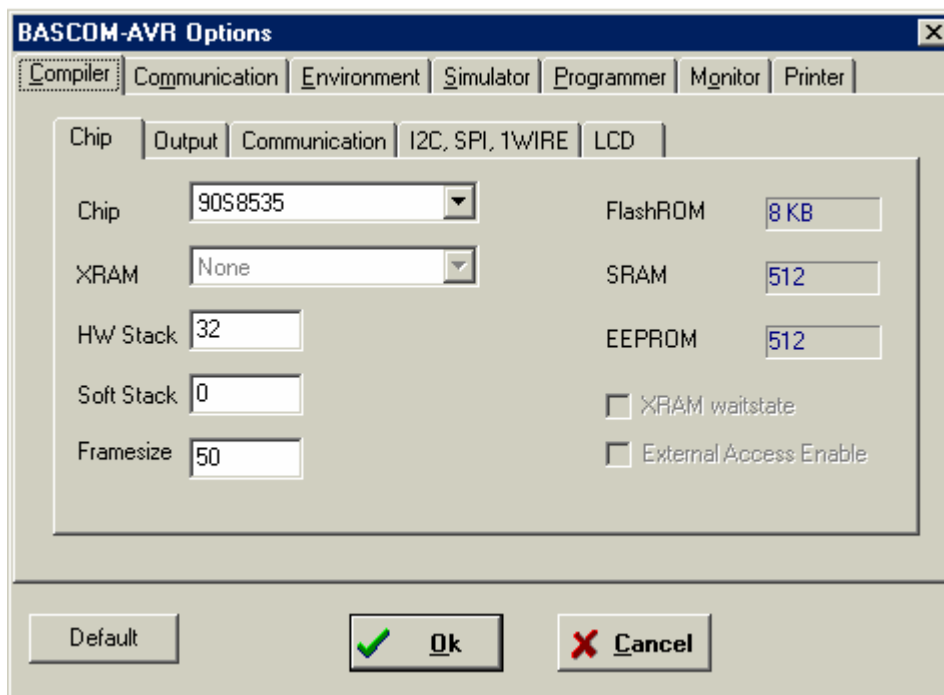 BASCOM-AVR Options
Compiler Communication Environment Simulator Programmer Monitor Printer
Chip Output Communication I2C, SPI, 1WIRE LCD
Chip 90S8535 FlashROM 8 KB
XRAM None SRAM 512
HW Stack 32 EEPROM 512
Soft Stack 0 XRAM waitstate
Framesize 50 External Access Enable
Default Ok Cancel